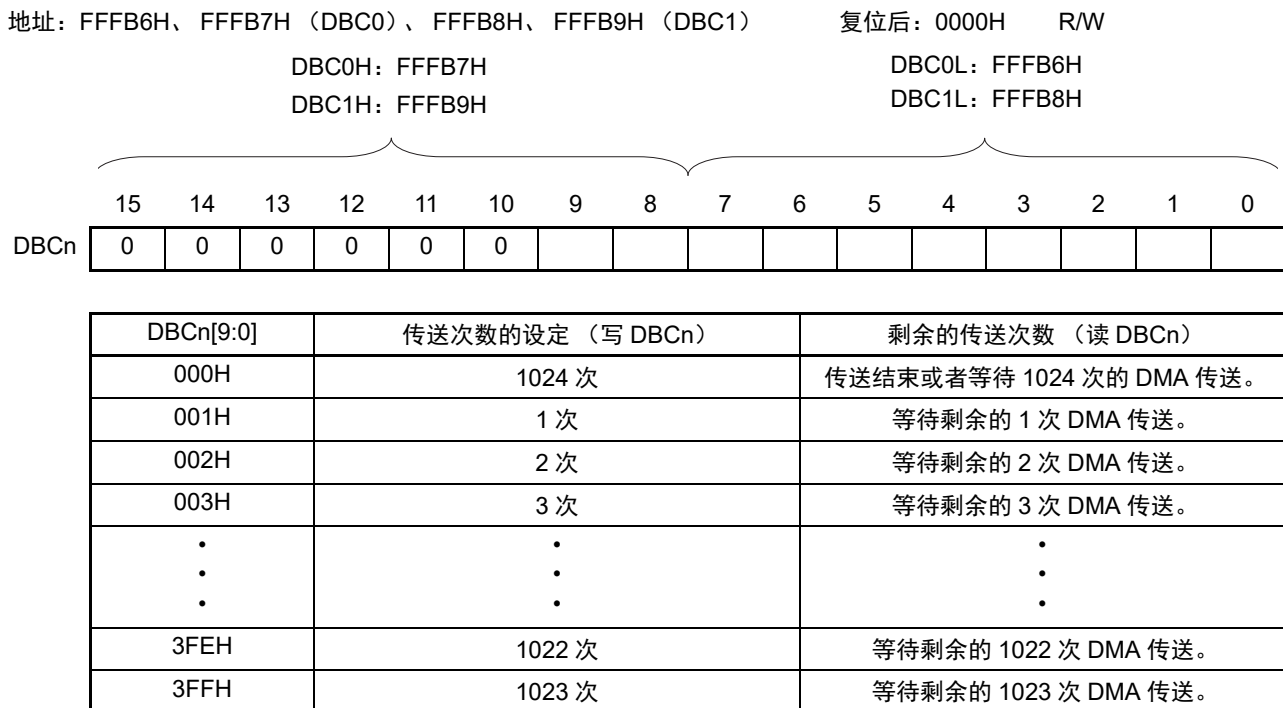 地址：FFFB6H、 FFFB7H （DBC0）、 FFFB8H、 FFFB9H （DBC1） 复位后：0000H R/W
DBC0H：FFFB7H DBC0L：FFFB6H
DBC1H：FFFB9H DBC1L：FFFB8H
15 14 13 12 11 10 9 8 7 6 5 4 3 2 1 0
DBCn 0 0 0 0 0 0
DBCn[9:0] 传送次数的设定 （写 DBCn） 剩余的传送次数 （读 DBCn）
000H 1024 次 传送结束或者等待 1024 次的 DMA 传送。
001H 1 次 等待剩余的 1 次 DMA 传送。
002H 2 次 等待剩余的 2 次 DMA 传送。
003H 3 次 等待剩余的 3 次 DMA 传送。
• • •
• • •
• • •
3FEH 1022 次 等待剩余的 1022 次 DMA 传送。
3FFH 1023 次 等待剩余的 1023 次 DMA 传送。